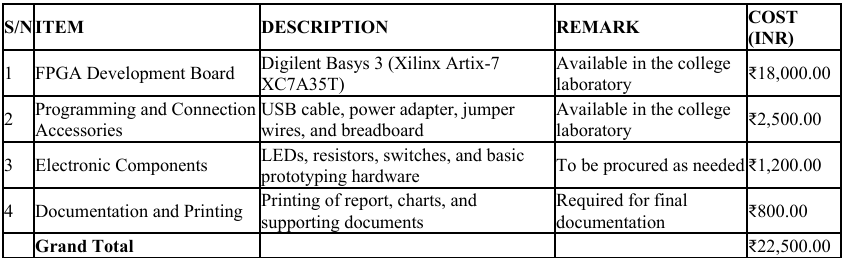 S/N ITEM DESCRIPTION REMARK COST (INR)
1 FPGA Development Board Digilent Basys 3 (Xilinx Artix-7 XC7A35T) Available in the college laboratory ₹18,000.00
2 Programming and Connection Accessories USB cable, power adapter, jumper wires, and breadboard Available in the college laboratory ₹2,500.00
3 Electronic Components LEDs, resistors, switches, and basic prototyping hardware To be procured as needed ₹1,200.00
4 Documentation and Printing Printing of report, charts, and supporting documents Required for final documentation ₹800.00
Grand Total ₹22,500.00